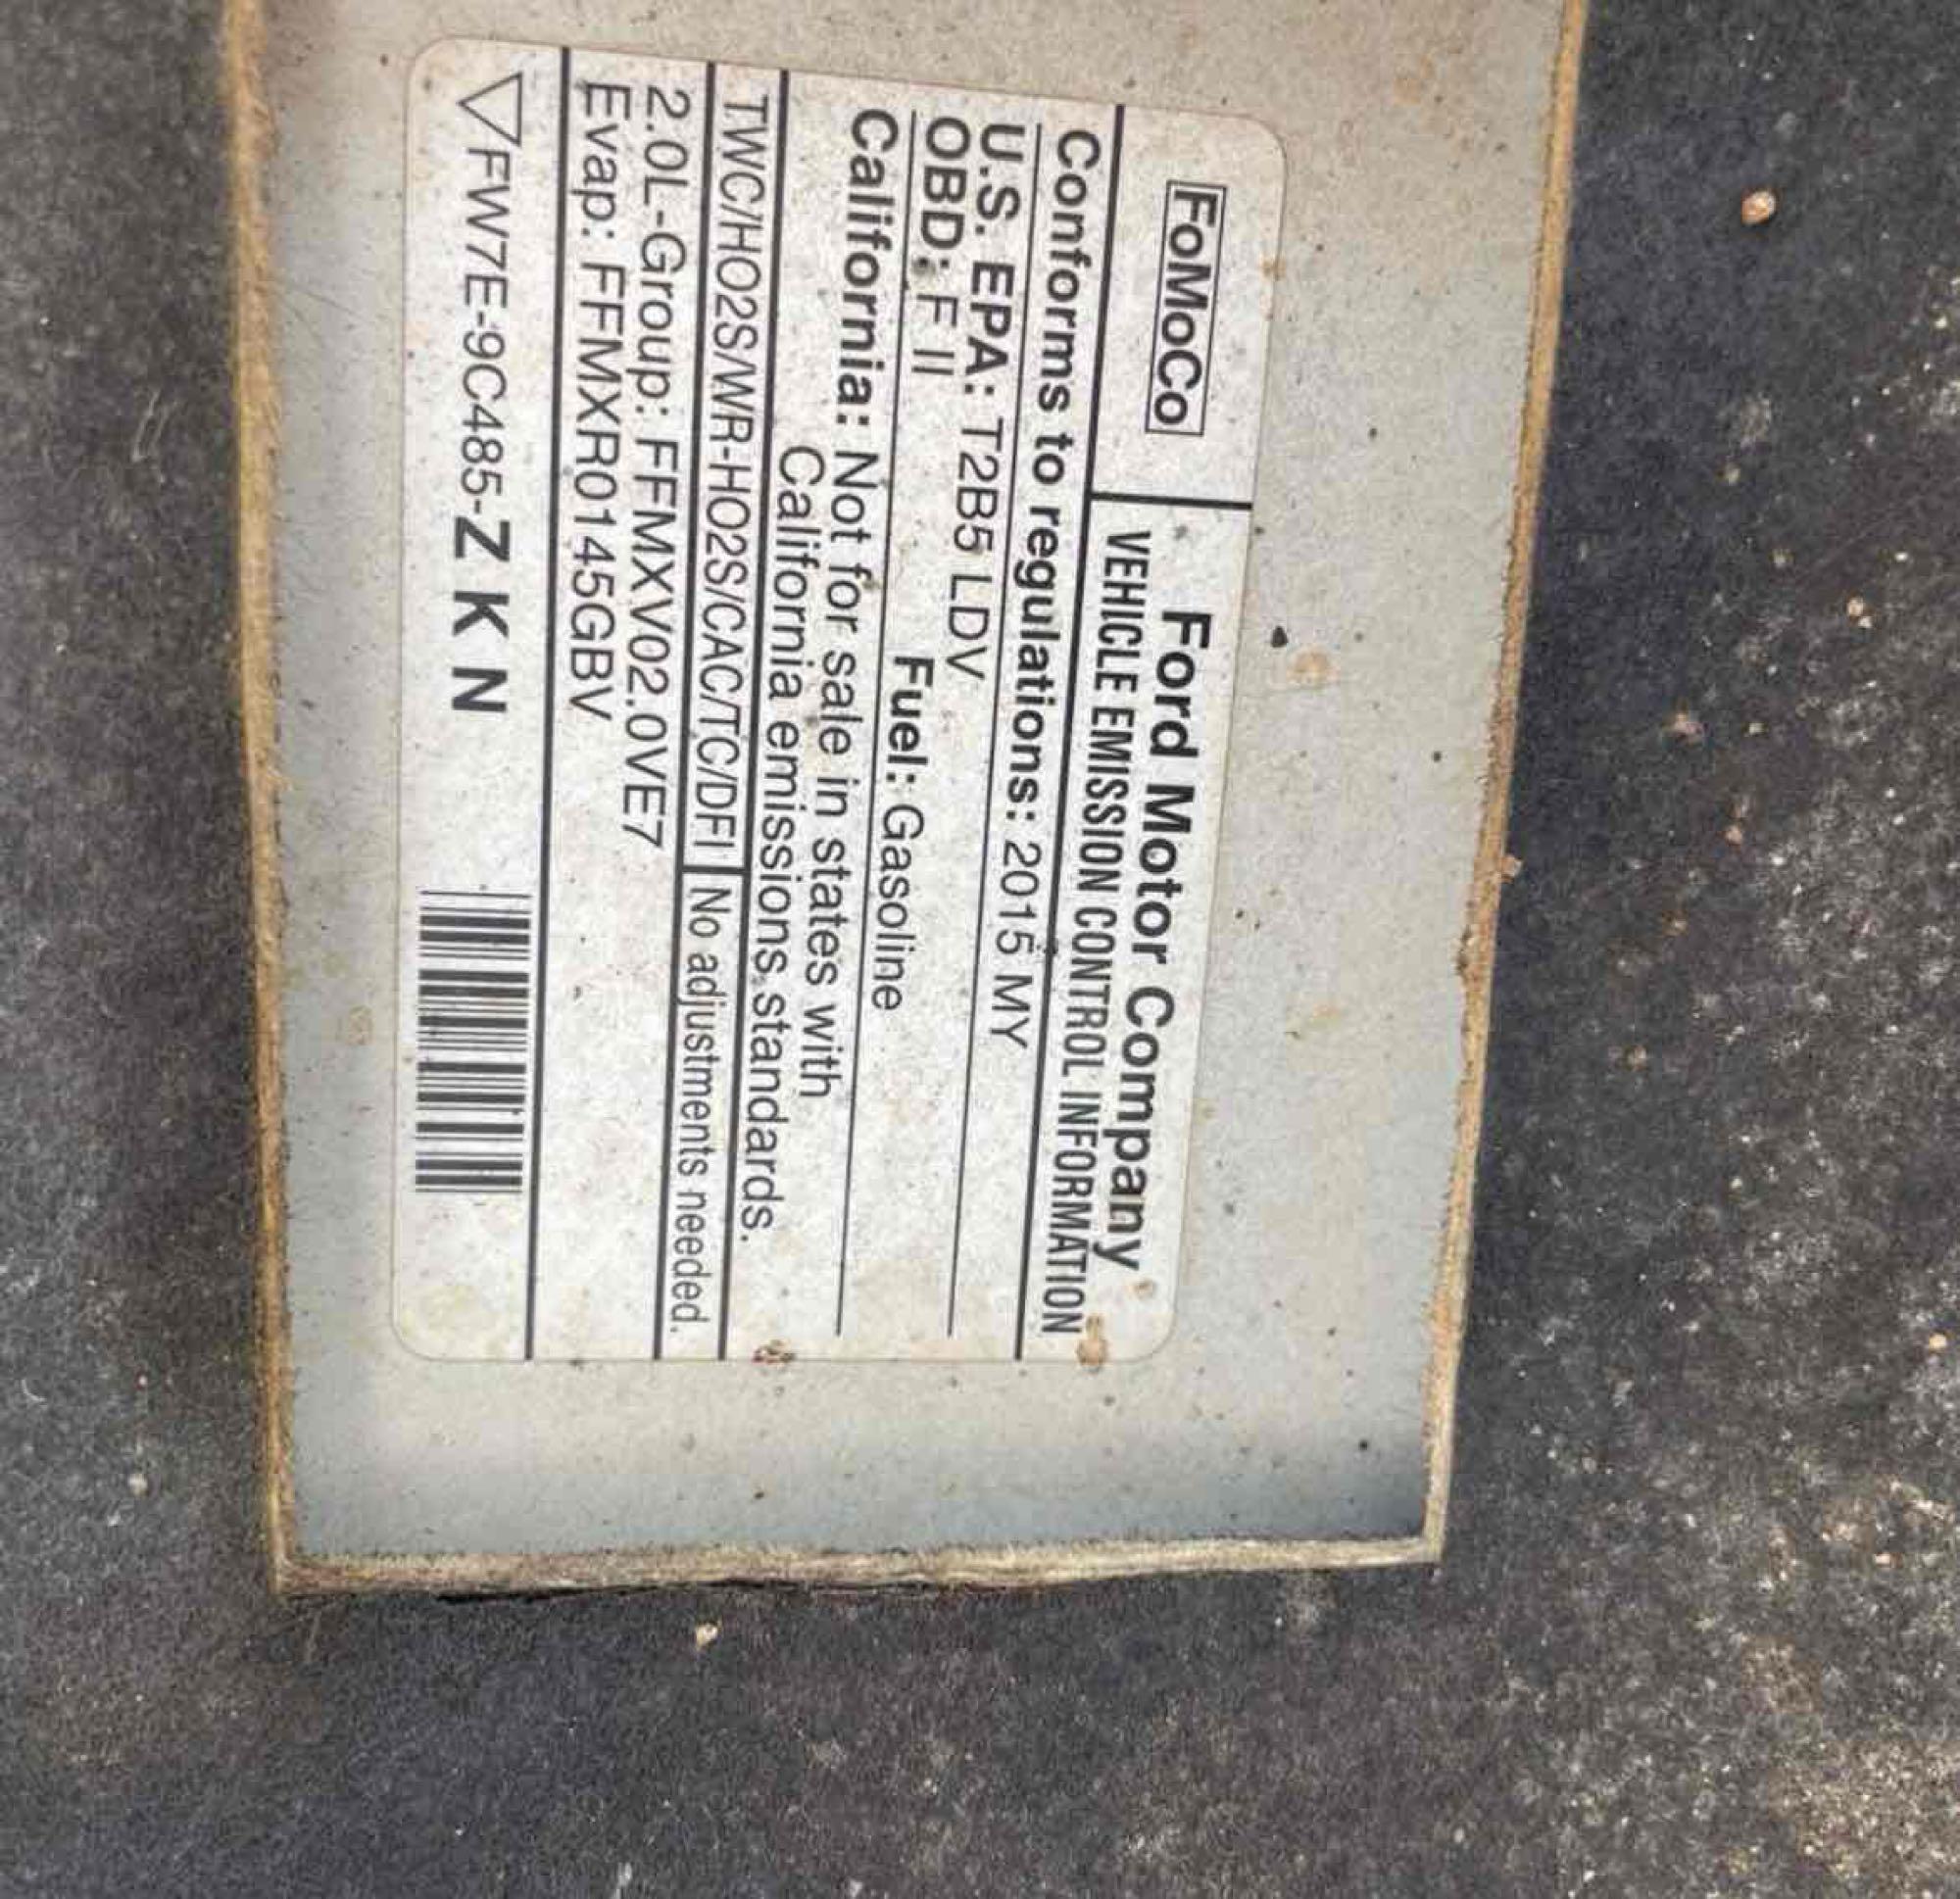 FoMoCo
Ford Motor Company
VEHICLE EMISSION CONTROL INFORMATION
Conforms to regulations: 2015 MY
U.S. EPA: T2B5 LDV
OBD: F II Fuel: Gasoline
California: Not for sale in states with
California emissions standards.
TWC/HO2S/WR-HO2S/CAC/TC/DFI No adjustments needed.
2.0L-Group: FFMXV02.0VE7
Evap: FFMXR0145GBV
FW7E-9C485-Z K N